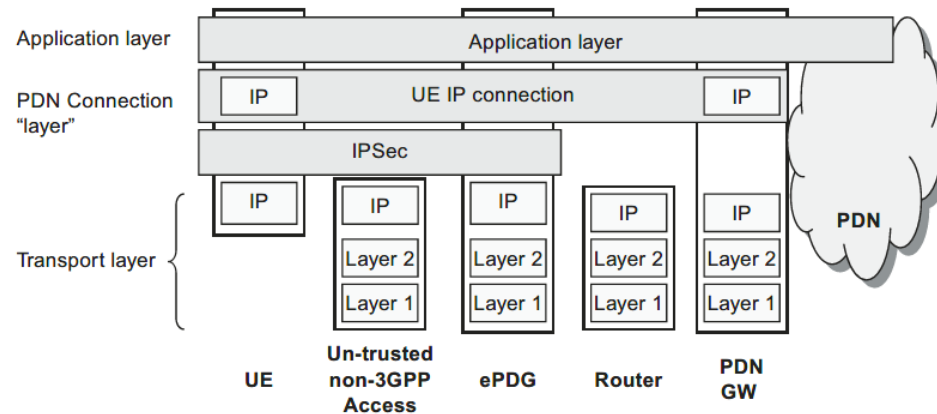 Application layer
Application layer
PDN Connection
“layer”
IP
UE IP connection
IP
IPSec
Transport layer
IP
IP
IP
IP
IP
Layer 2
Layer 2
Layer 2
Layer 2
Layer 1
Layer 1
Layer 1
Layer 1
PDN
UE
Un-trusted
non-3GPP
Access
ePDG
Router
PDN
GW